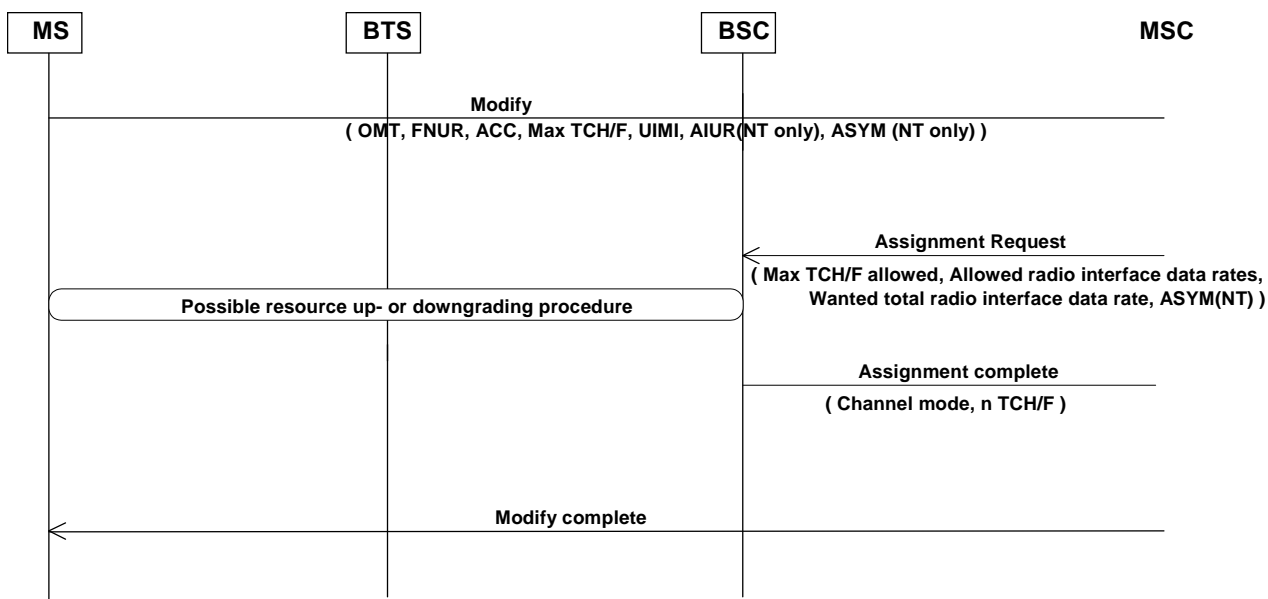 MS BTS BSC MSC
Modify
( OMT, FNUR, ACC, Max TCH/F, UIMI, AIUR(NT only), ASYM (NT only) )
Assignment Request
( Max TCH/F allowed, Allowed radio interface data rates,
Wanted total radio interface data rate, ASYM(NT) )
Possible resource up- or downgrading procedure
Assignment complete
( Channel mode, n TCH/F )
Modify complete